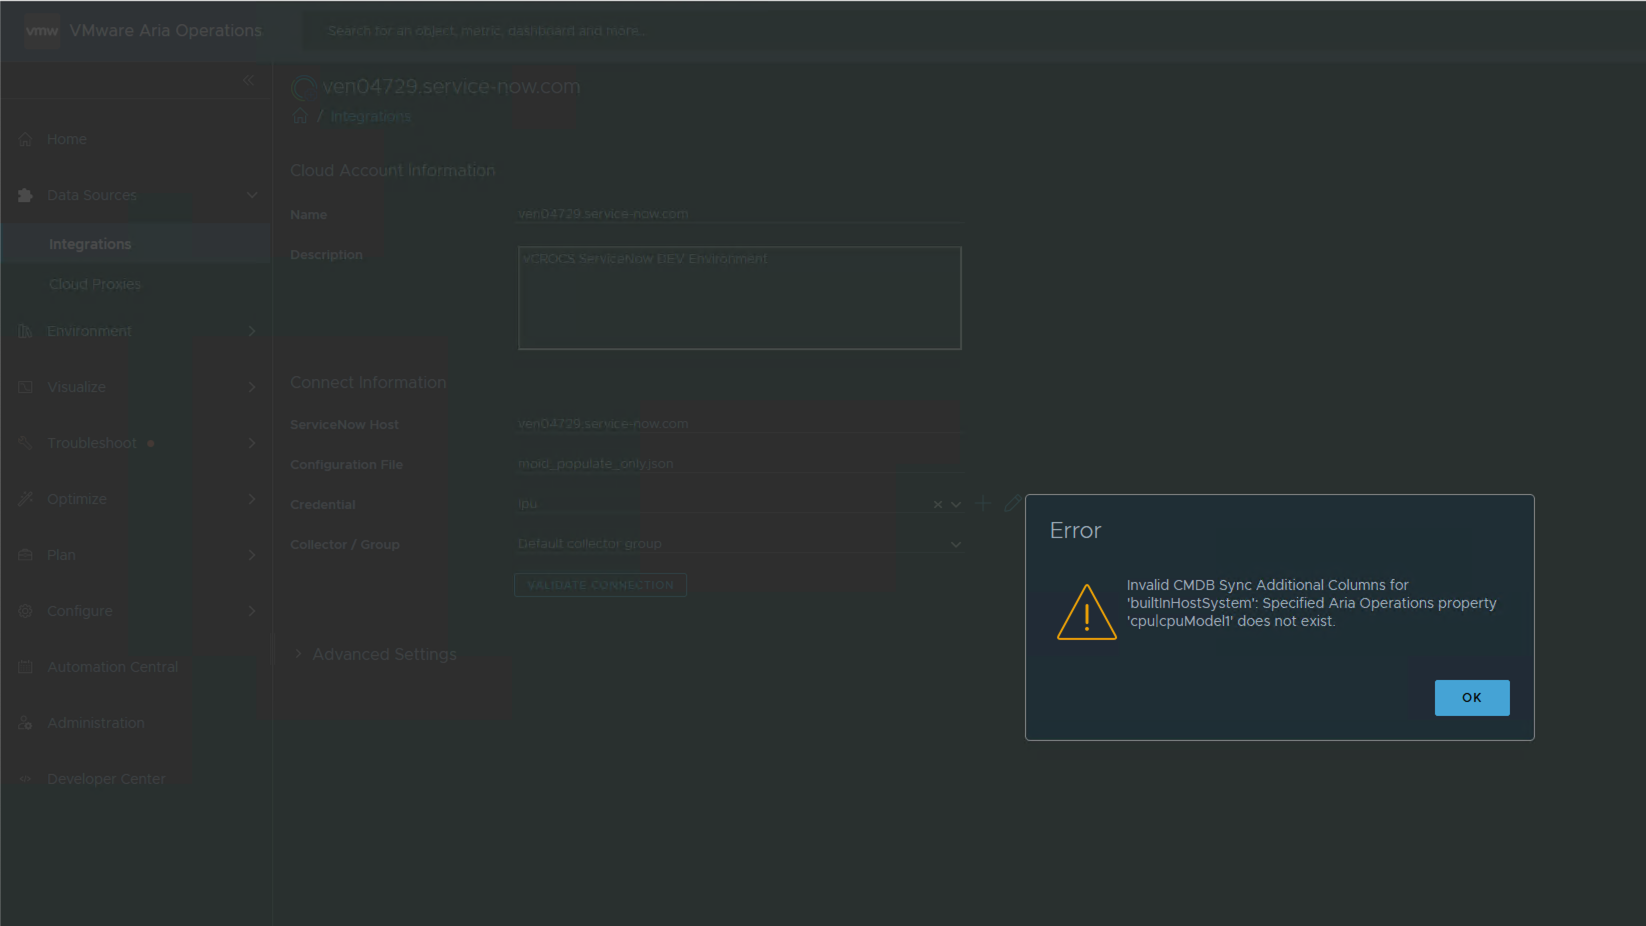 vmw VMware Aria Operations
Search for an object, metric, dashboard and more...
ven04729.service-now.com
/ Integrations
Home
Data Sources
Integrations
Cloud Proxies
Environment
Visualize
Troubleshoot
Optimize
Plan
Configure
Automation Central
Administration
Developer Center
Cloud Account Information
Name ven04729.service-now.com
Description vCROCS ServiceNow DEV Environment
Connect Information
ServiceNow Host ven04729.service-now.com
Configuration File moid_populate_only.json
Credential lpu
Collector / Group Default collector group
VALIDATE CONNECTION
Advanced Settings
Error
Invalid CMDB Sync Additional Columns for
'builtInHostSystem': Specified Aria Operations property
'cpu|cpuModel1' does not exist.
OK